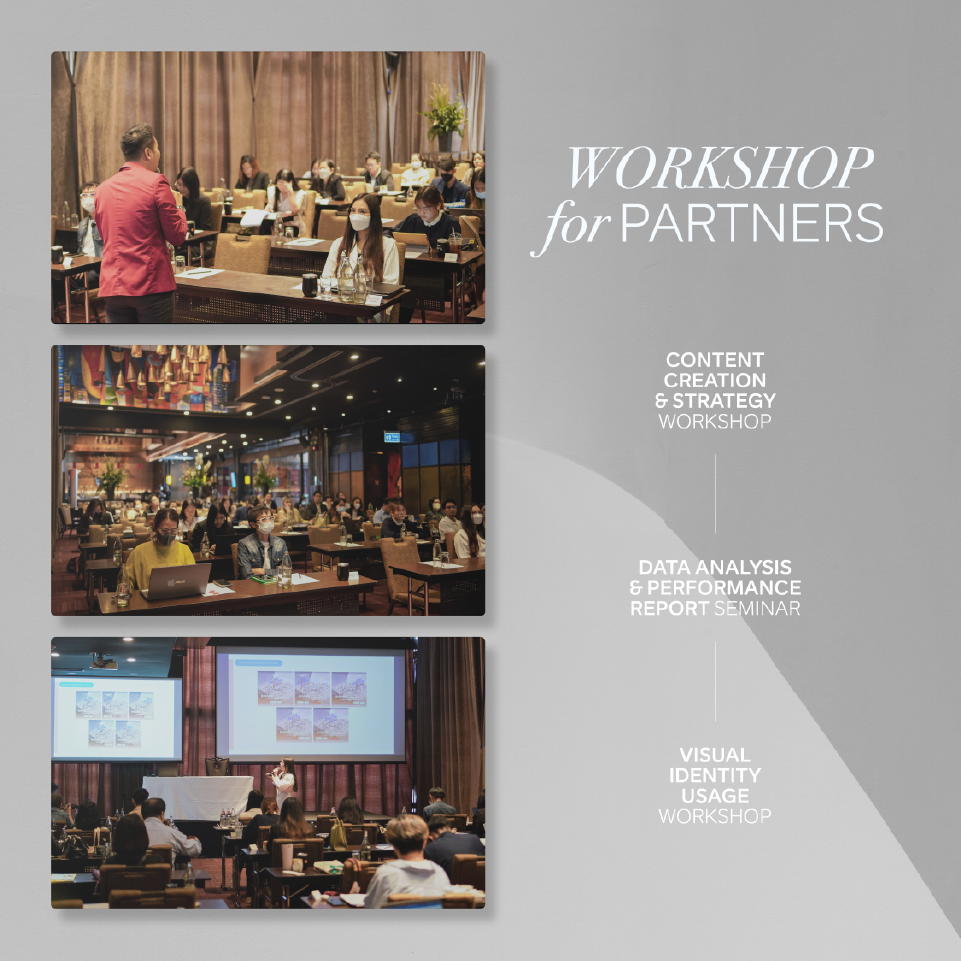 WORKSHOP
for PARTNERS
CONTENT
CREATION
& STRATEGY
WORKSHOP
DATA ANALYSIS
& PERFORMANCE
REPORT SEMINAR
VISUAL
IDENTITY
USAGE
WORKSHOP